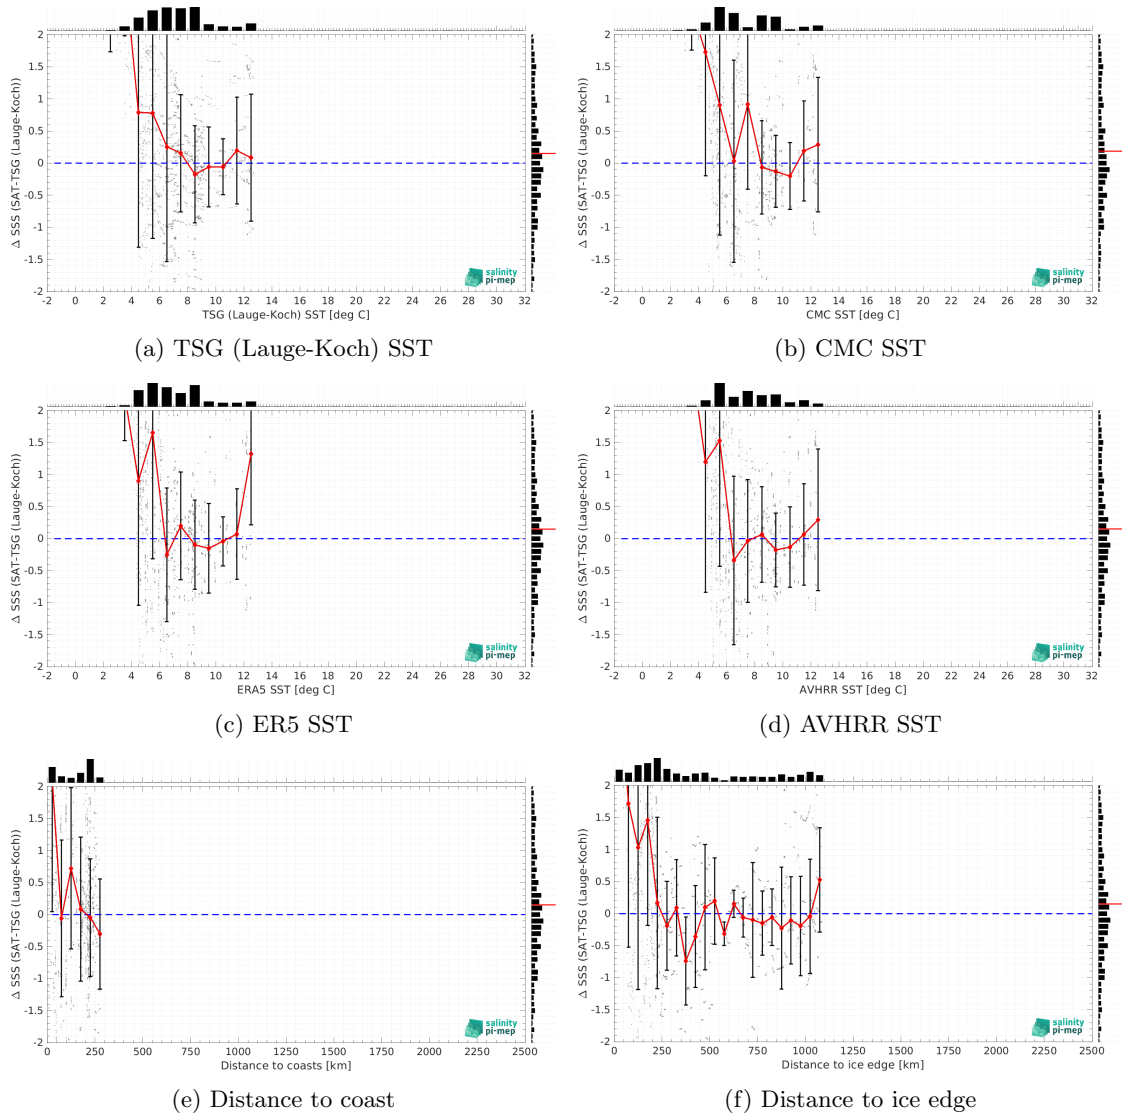 2
1.5
1
0.5
0
-0.5
-1
-1.5
-2
Δ SSS (SAT-TSG (Lauge-Koch))
salinity
pi-mep
-2 0 2 4 6 8 10 12 14 16 18 20 22 24 26 28 30 32
TSG (Lauge-Koch) SST [deg C]
(a) TSG (Lauge-Koch) SST
2
1.5
1
0.5
0
-0.5
-1
-1.5
-2
Δ SSS (SAT-TSG (Lauge-Koch))
salinity
pi-mep
-2 0 2 4 6 8 10 12 14 16 18 20 22 24 26 28 30 32
CMC SST [deg C]
(b) CMC SST
2
1.5
1
0.5
0
-0.5
-1
-1.5
-2
Δ SSS (SAT-TSG (Lauge-Koch))
salinity
pi-mep
-2 0 2 4 6 8 10 12 14 16 18 20 22 24 26 28 30 32
ERA5 SST [deg C]
(c) ER5 SST
2
1.5
1
0.5
0
-0.5
-1
-1.5
-2
Δ SSS (SAT-TSG (Lauge-Koch))
salinity
pi-mep
-2 0 2 4 6 8 10 12 14 16 18 20 22 24 26 28 30 32
AVHRR SST [deg C]
(d) AVHRR SST
2
1.5
1
0.5
0
-0.5
-1
-1.5
-2
Δ SSS (SAT-TSG (Lauge-Koch))
salinity
pi-mep
0 250 500 750 1000 1250 1500 1750 2000 2250 2500
Distance to coasts [km]
(e) Distance to coast
2
1.5
1
0.5
0
-0.5
-1
-1.5
-2
Δ SSS (SAT-TSG (Lauge-Koch))
salinity
pi-mep
0 250 500 750 1000 1250 1500 1750 2000 2250 2500
Distance to ice edge [km]
(f) Distance to ice edge